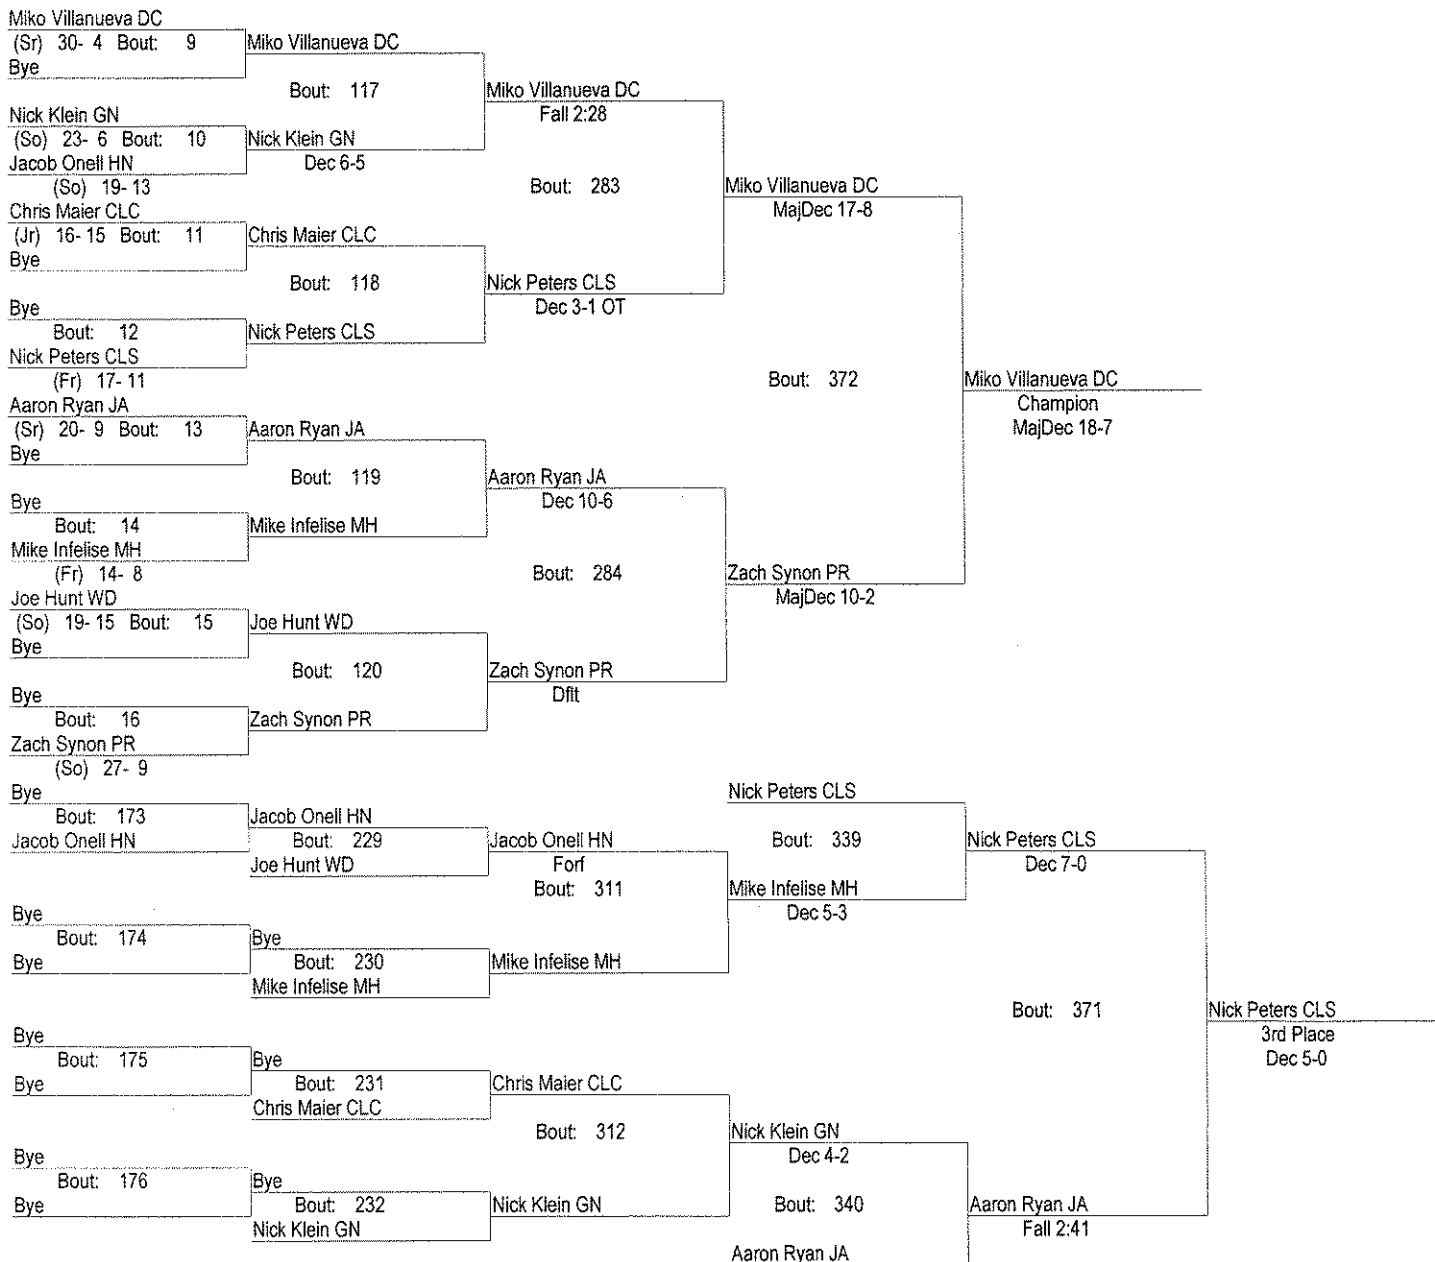 Miko Villanueva DC
(Sr) 30- 4 Bout: 9
Bye
Miko Villanueva DC
Bout: 117
Nick Klein GN
(So) 23- 6 Bout: 10
Jacob Onell HN
(So) 19- 13
Nick Klein GN
Dec 6-5
Miko Villanueva DC
Fall 2:28
Bout: 283
Chris Maier CLC
(Jr) 16- 15 Bout: 11
Bye
Chris Maier CLC
Bout: 118
Bye
Bout: 12
Nick Peters CLS
(Fr) 17- 11
Nick Peters CLS
Nick Peters CLS
Dec 3-1 OT
Miko Villanueva DC
MajDec 17-8
Bout: 372
Miko Villanueva DC
Champion
MajDec 18-7
Aaron Ryan JA
(Sr) 20- 9 Bout: 13
Bye
Aaron Ryan JA
Bout: 119
Bye
Bout: 14
Mike Infelise MH
(Fr) 14- 8
Mike Infelise MH
Aaron Ryan JA
Dec 10-6
Bout: 284
Joe Hunt WD
(So) 19- 15 Bout: 15
Bye
Joe Hunt WD
Bout: 120
Bye
Bout: 16
Zach Synon PR
(So) 27- 9
Zach Synon PR
Zach Synon PR
Dflt
Zach Synon PR
MajDec 10-2
Bye
Bout: 173
Jacob Onell HN
Jacob Onell HN
Bout: 229
Joe Hunt WD
Jacob Onell HN
Forf
Bout: 311
Bye
Bout: 174
Bye
Bye
Bout: 230
Mike Infelise MH
Mike Infelise MH
Nick Peters CLS
Bout: 339
Mike Infelise MH
Dec 5-3
Nick Peters CLS
Dec 7-0
Bout: 371
Nick Peters CLS
3rd Place
Dec 5-0
Bye
Bout: 175
Bye
Bye
Bout: 231
Chris Maier CLC
Chris Maier CLC
Bout: 312
Bye
Bout: 176
Bye
Bye
Bout: 232
Nick Klein GN
Nick Klein GN
Nick Klein GN
Dec 4-2
Bout: 340
Aaron Ryan JA
Aaron Ryan JA
Fall 2:41